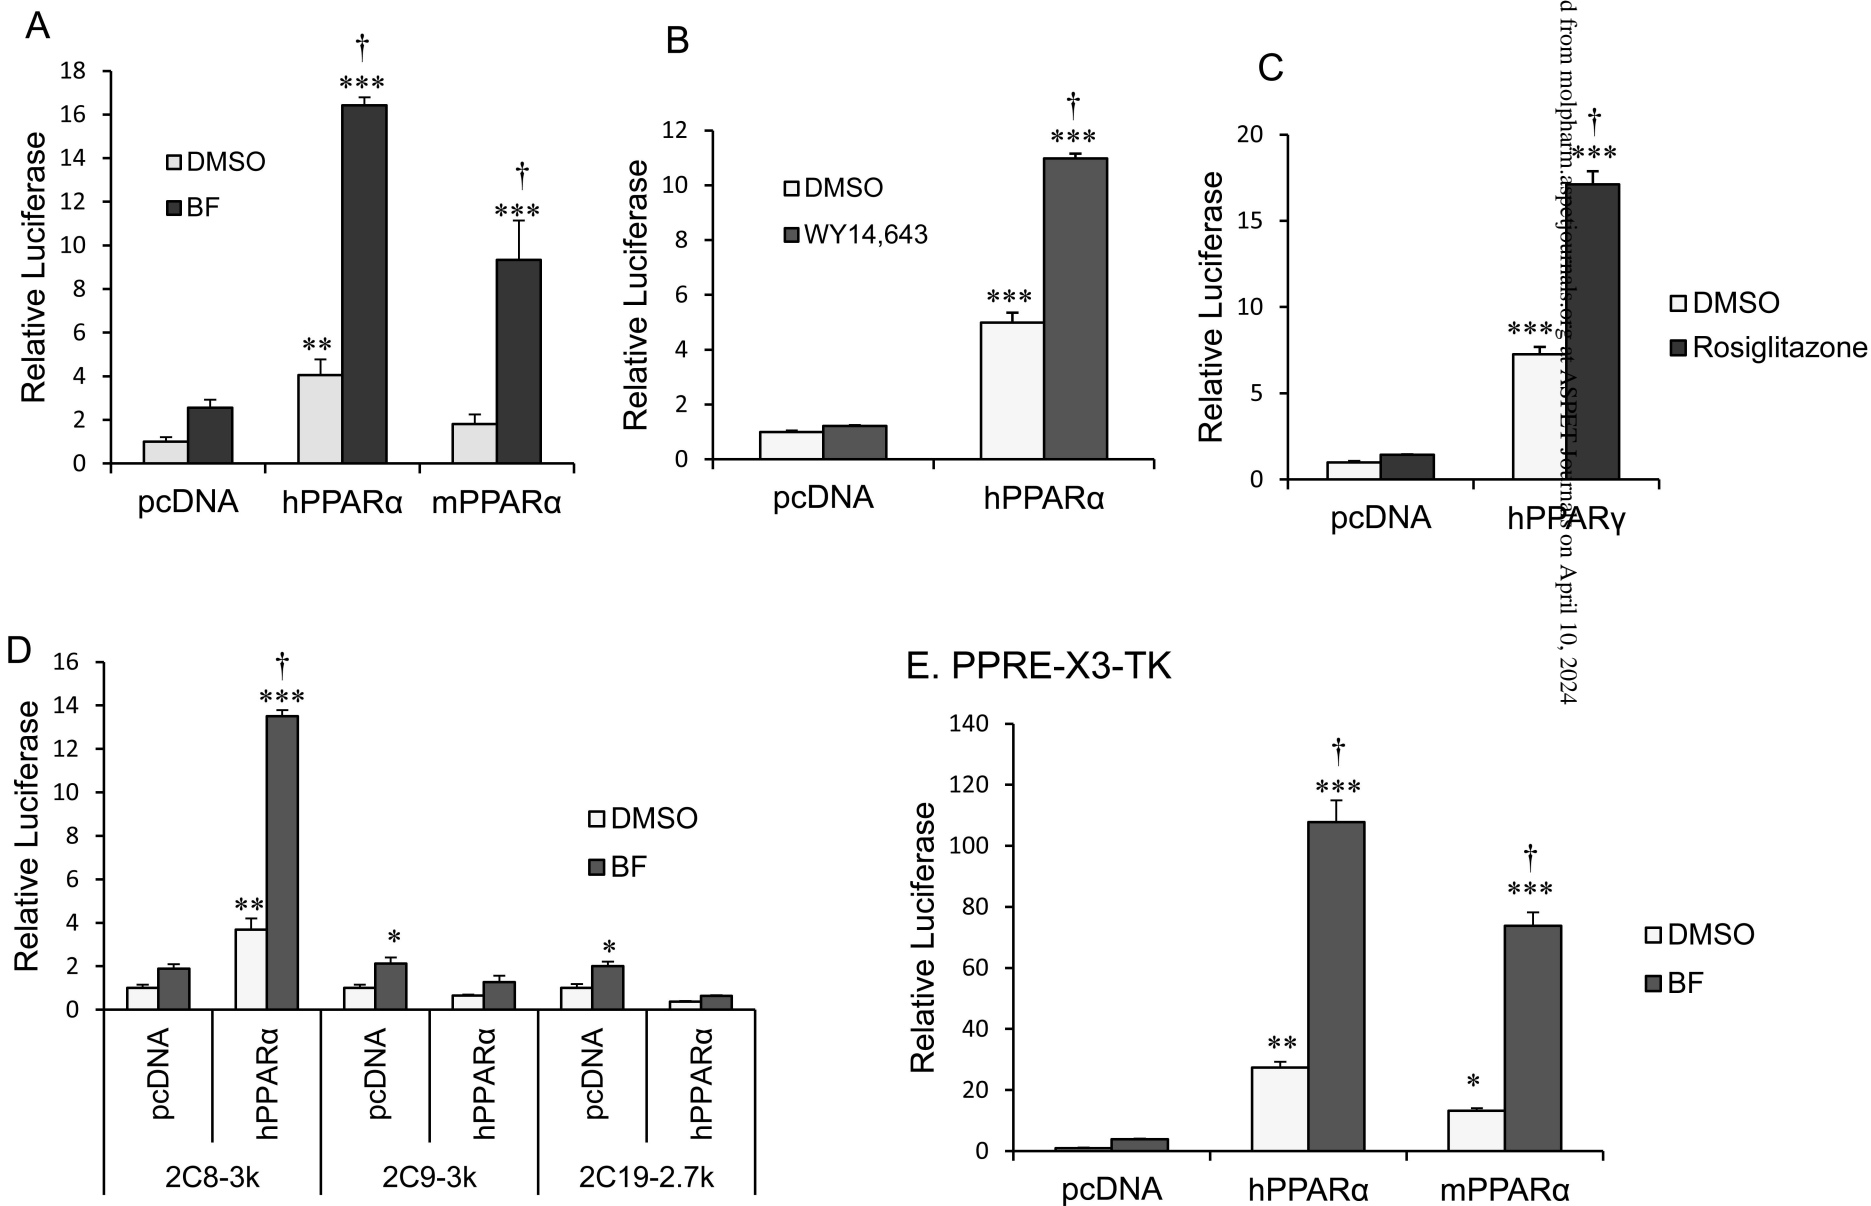 A
†
***
†
***
**
18
16
14
12
10
8
6
4
2
0
Relative Luciferase
DMSO
BF
pcDNA hPPARα mPPARα
B
†
***
***
12
10
8
6
4
2
0
Relative Luciferase
DMSO
WY14,643
pcDNA hPPARα
C
†
***
***
20
15
10
5
0
Relative Luciferase
DMSO
Rosiglitazone
pcDNA hPPARγ
d from molpharm.aspetjournals.org at ASPET Journals on April 10, 2024
D
†
***
**
*
*
16
14
12
10
8
6
4
2
0
Relative Luciferase
DMSO
BF
pcDNA
hPPARα
pcDNA
hPPARα
pcDNA
hPPARα
2C8-3k 2C9-3k 2C19-2.7k
E. PPRE-X3-TK
†
***
†
***
**
*
140
120
100
80
60
40
20
0
Relative Luciferase
DMSO
BF
pcDNA hPPARα mPPARα